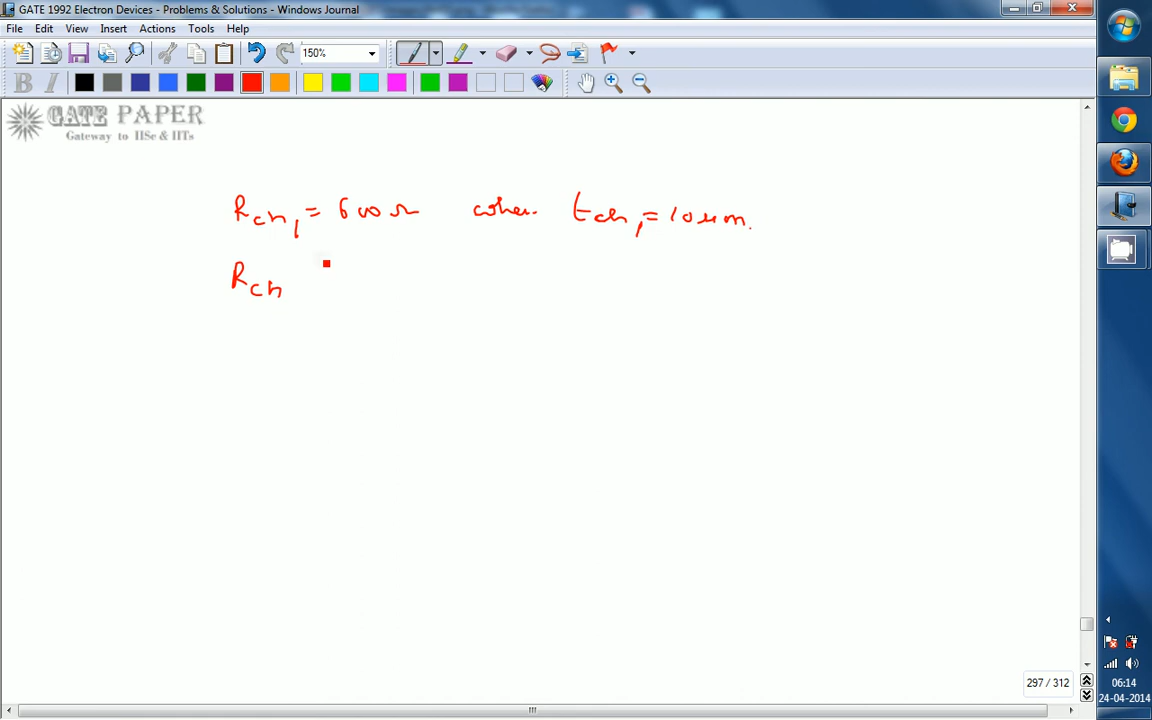 GATE 1992 Electron Devices - Problems & Solutions - Windows Journal
File Edit View Insert Actions Tools Help
150%
B I
GATE PAPER
Gateway to IISc & IITs
Rch1 = 600 Ω when tch1 = 10 μm.
Rch
297 / 312
06:14
24-04-2014